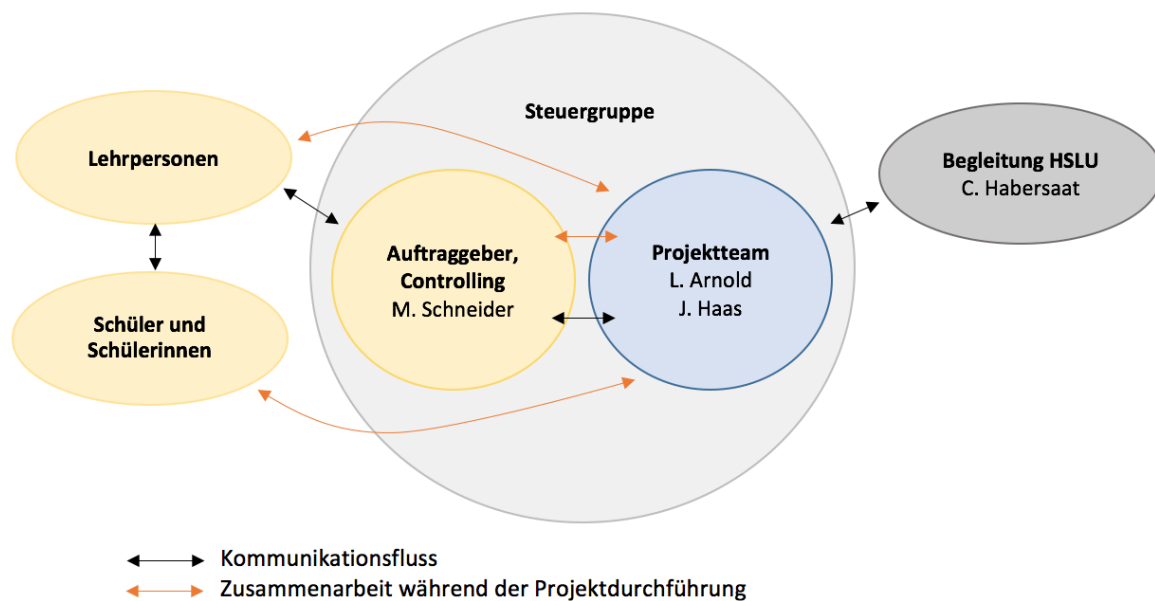 Steuergruppe
Lehrpersonen
Begleitung HSLU
C. Habersaat
Auftraggeber,
Controlling
M. Schneider
Projektteam
L. Arnold
J. Haas
Schüler und
Schülerinnen
Kommunikationsfluss
Zusammenarbeit während der Projektdurchführung